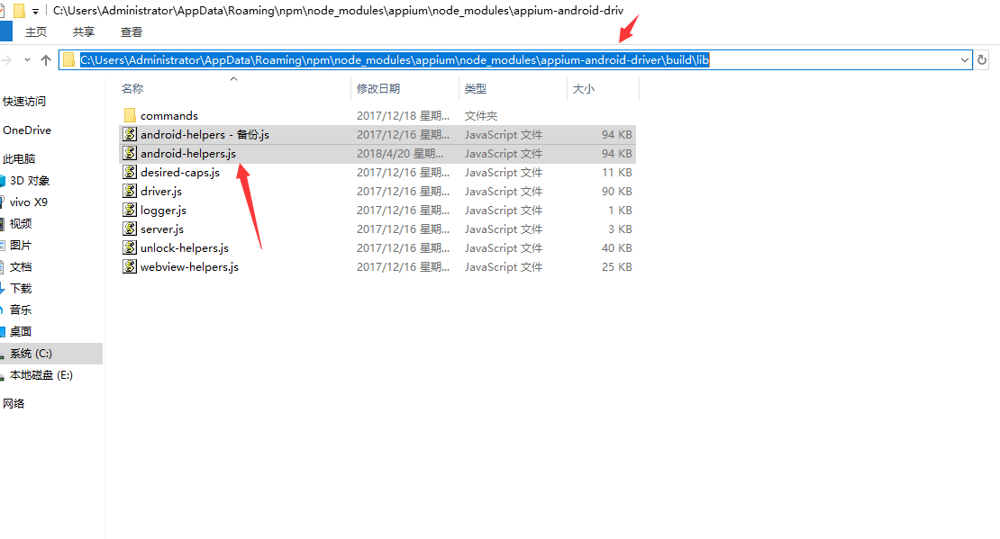 C:\Users\Administrator\AppData\Roaming\npm\node_modules\appium\node_modules\appium-android-driv
主页 共享 查看
C:\Users\Administrator\AppData\Roaming\npm\node_modules\appium\node_modules\appium-android-driver\build\lib
快速访问
OneDrive
此电脑
3D 对象
vivo X9
视频
图片
文档
下载
音乐
桌面
系统 (C:)
本地磁盘 (E:)
网络
名称 修改日期 类型 大小
commands 2017/12/18 星期... 文件夹
android-helpers - 备份.js 2017/12/16 星期... JavaScript 文件 94 KB
android-helpers.js 2018/4/20 星期... JavaScript 文件 94 KB
desired-caps.js 2017/12/16 星期... JavaScript 文件 11 KB
driver.js 2017/12/16 星期... JavaScript 文件 90 KB
logger.js 2017/12/16 星期... JavaScript 文件 1 KB
server.js 2017/12/16 星期... JavaScript 文件 3 KB
unlock-helpers.js 2017/12/16 星期... JavaScript 文件 40 KB
webview-helpers.js 2017/12/16 星期... JavaScript 文件 25 KB